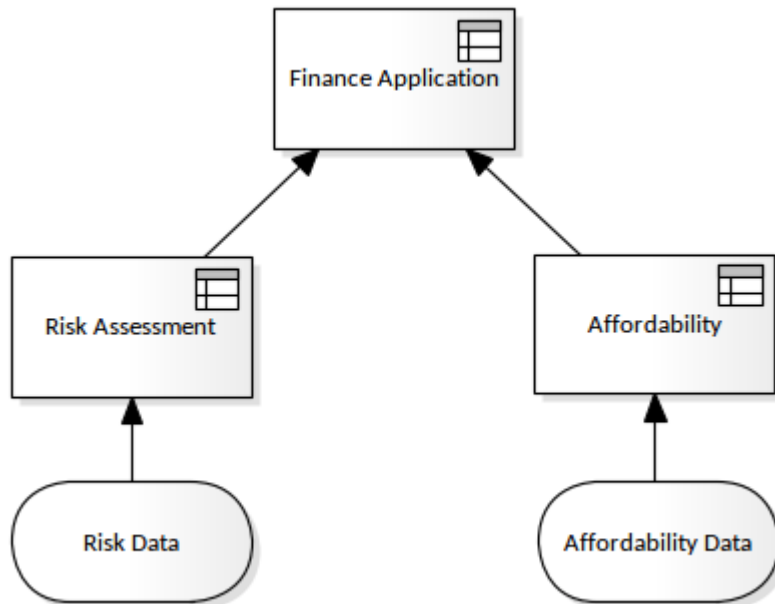 Finance Application
Risk Assessment
Affordability
Risk Data
Affordability Data